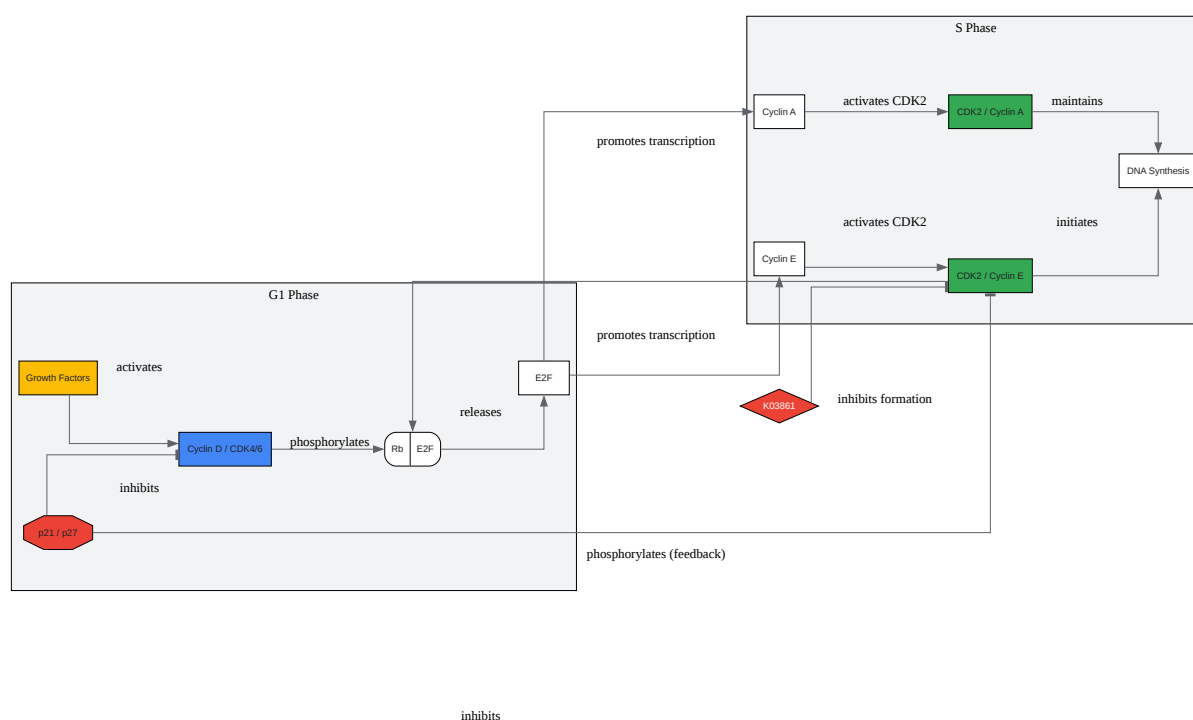 S Phase
Cyclin A
activates CDK2
CDK2 / Cyclin A
maintains
promotes transcription
DNA Synthesis
activates CDK2
initiates
Cyclin E
CDK2 / Cyclin E
G1 Phase
promotes transcription
Growth Factors
activates
E2F
K03861
inhibits formation
releases
Cyclin D / CDK4/6
phosphorylates
Rb
E2F
inhibits
p21 / p27
phosphorylates (feedback)
inhibits